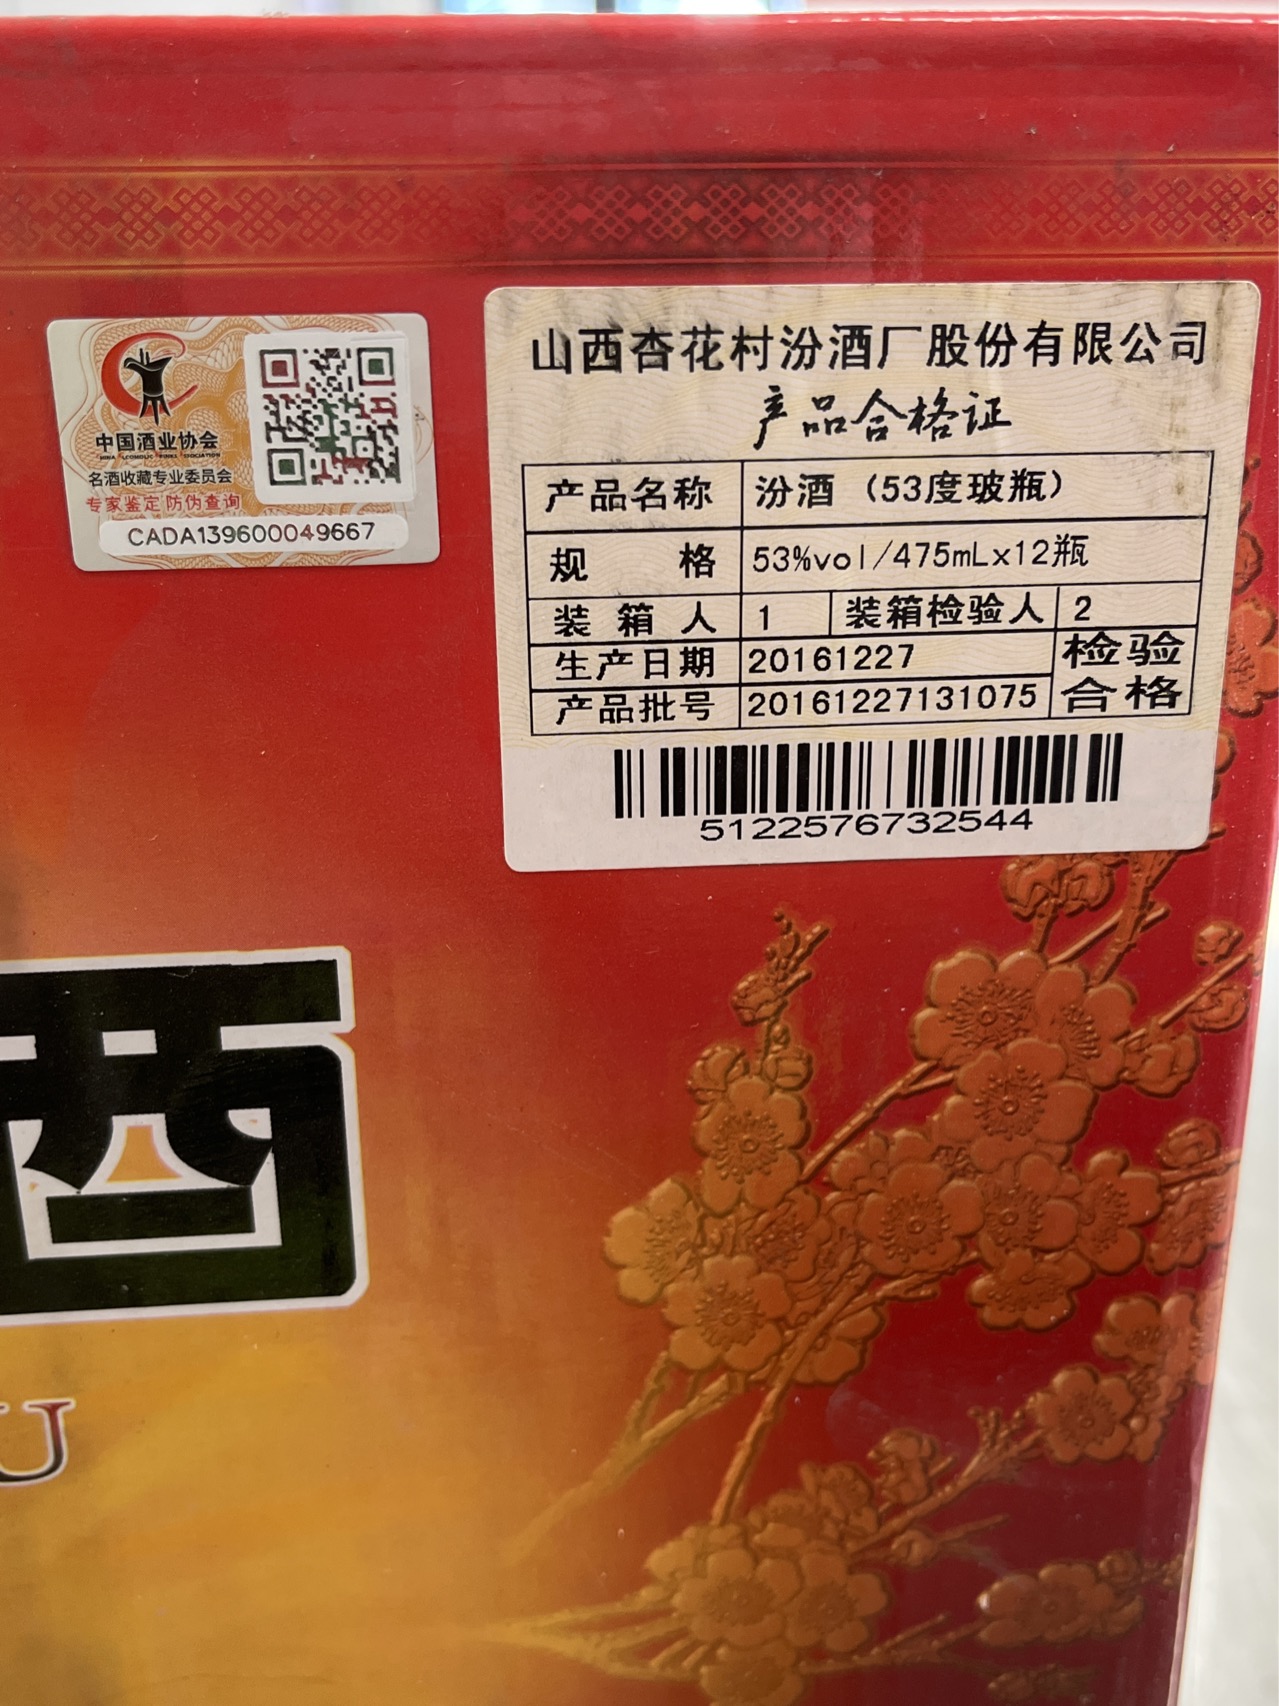 中国酒业协会
名酒收藏专业委员会
专家鉴定 防伪查询
CADA139600049667
山西杏花村汾酒厂股份有限公司
产品合格证
产品名称 汾酒（53度玻瓶）
规 格 53%vol/475mLx12瓶
装箱人 1 装箱检验人 2
生产日期 20161227 检验
产品批号 20161227131075 合格
5122576732544
西
U